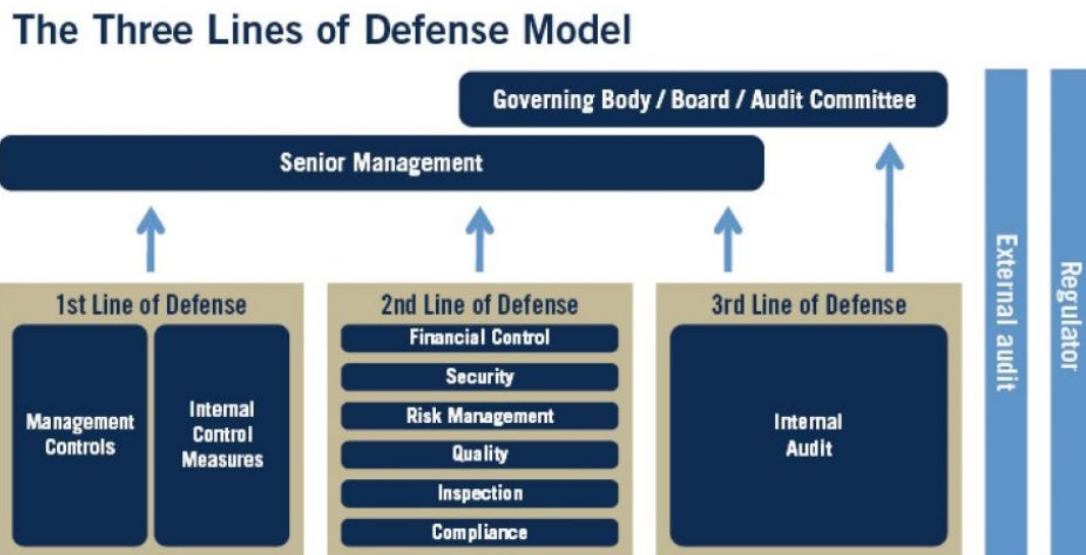 The Three Lines of Defense Model
Governing Body / Board / Audit Committee
Senior Management
1st Line of Defense
Management
Controls
Internal
Control
Measures
2nd Line of Defense
Financial Control
Security
Risk Management
Quality
Inspection
Compliance
3rd Line of Defense
Internal
Audit
External audit
Regulator